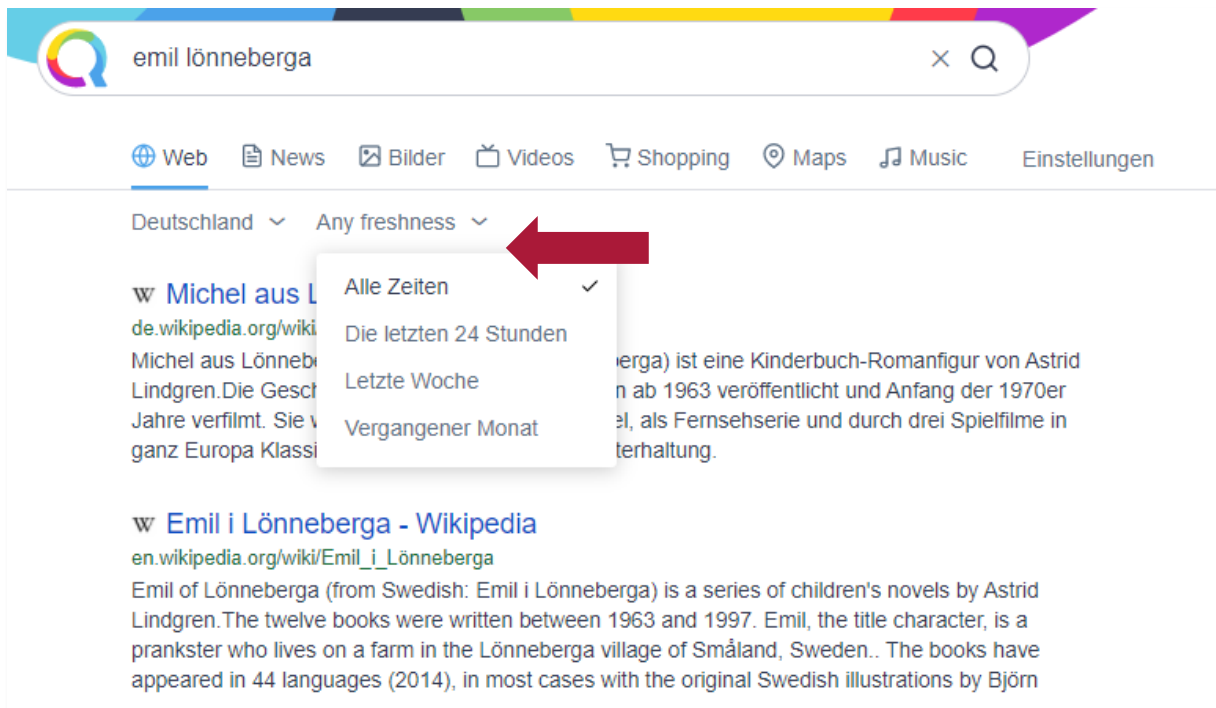 emil lönneberga
Web News Bilder Videos Shopping Maps Music Einstellungen
Deutschland Any freshness
Alle Zeiten
Die letzten 24 Stunden
Letzte Woche
Vergangener Monat
W Michel aus L
de.wikipedia.org/wiki
Michel aus Lönneb erga) ist eine Kinderbuch-Romanfigur von Astrid
Lindgren.Die Gesch n ab 1963 veröffentlicht und Anfang der 1970er
Jahre verfilmt. Sie el, als Fernsehserie und durch drei Spielfilme in
ganz Europa Klassi terhaltung.
W Emil i Lönneberga - Wikipedia
en.wikipedia.org/wiki/Emil_i_Lönneberga
Emil of Lönneberga (from Swedish: Emil i Lönneberga) is a series of children's novels by Astrid
Lindgren.The twelve books were written between 1963 and 1997. Emil, the title character, is a
prankster who lives on a farm in the Lönneberga village of Småland, Sweden.. The books have
appeared in 44 languages (2014), in most cases with the original Swedish illustrations by Björn